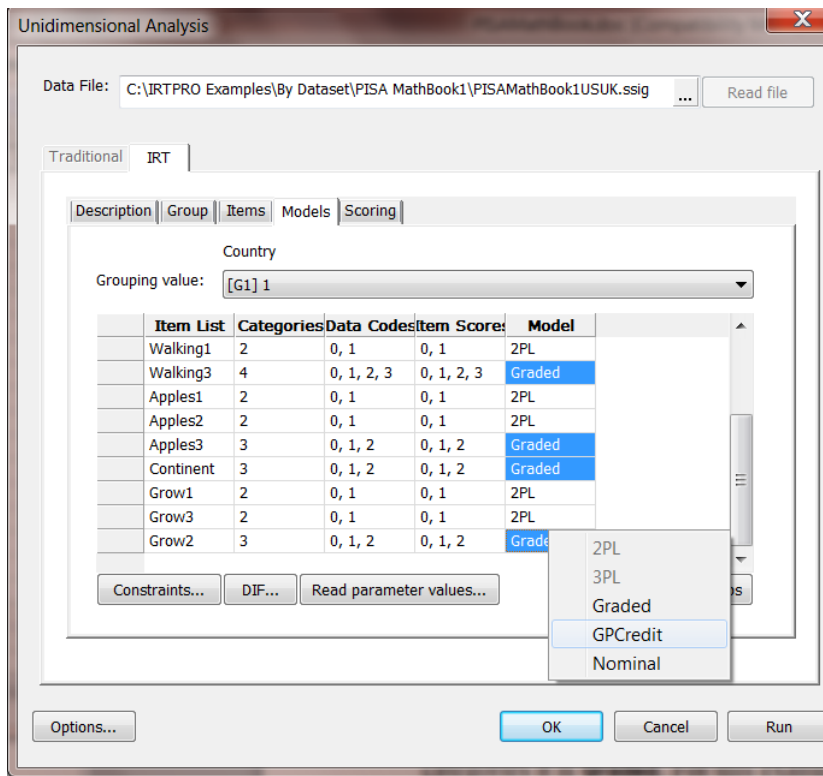 Unidimensional Analysis
Data File: C:\IRTPRO Examples\By Dataset\PISA MathBook1\PISAMathBook1USUK.ssig ... Read file
Traditional IRT
Description Group Items Models Scoring
Country
Grouping value: [G1] 1
Item List Categories Data Codes Item Scores Model
Walking1 2 0, 1 0, 1 2PL
Walking3 4 0, 1, 2, 3 0, 1, 2, 3 Graded
Apples1 2 0, 1 0, 1 2PL
Apples2 2 0, 1 0, 1 2PL
Apples3 3 0, 1, 2 0, 1, 2 Graded
Continent 3 0, 1, 2 0, 1, 2 Graded
Grow1 2 0, 1 0, 1 2PL
Grow3 2 0, 1 0, 1 2PL
Grow2 3 0, 1, 2 0, 1, 2 Grade
2PL
3PL
Graded
GPCredit
Nominal
Constraints... DIF... Read parameter values...
Options... OK Cancel Run